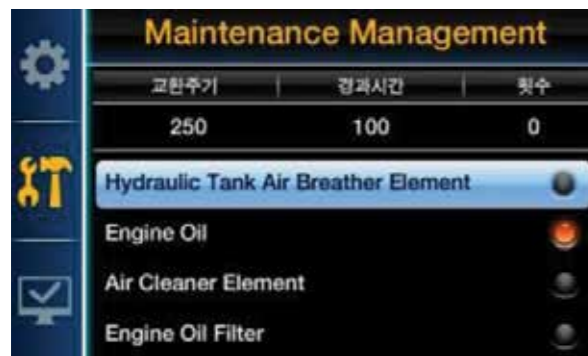 Maintenance Management
교환주기 경과시간 횟수
250 100 0
Hydraulic Tank Air Breather Element
Engine Oil
Air Cleaner Element
Engine Oil Filter